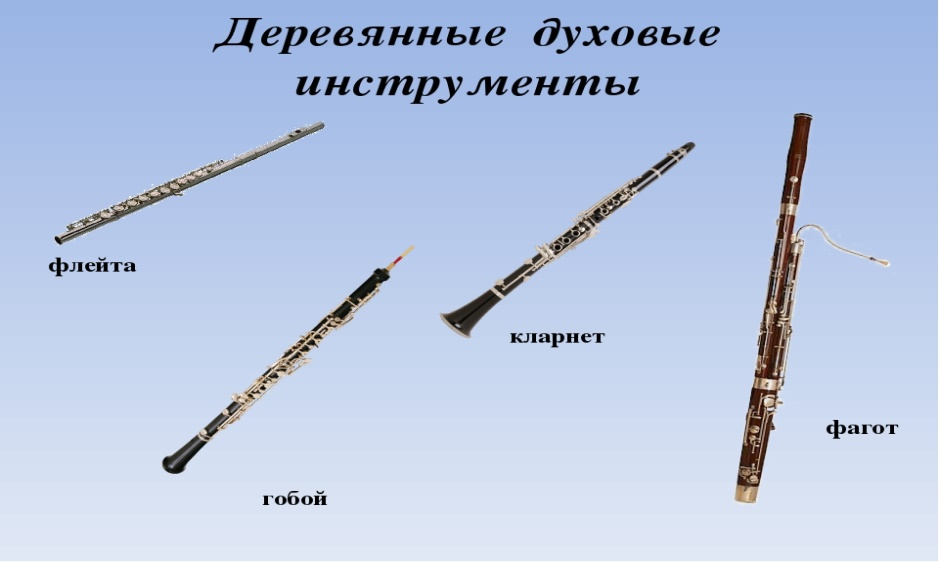 Деревянные духовые
инструменты
флейта
кларнет
фагот
гобой